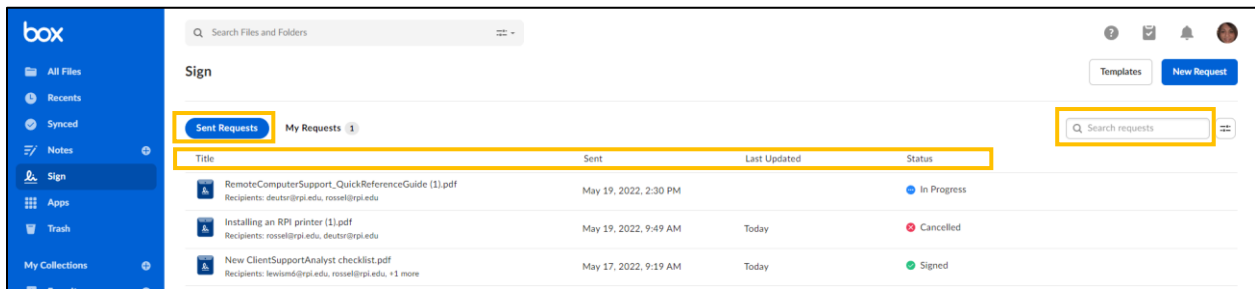 box
Search Files and Folders
All Files
Recents
Synced
Notes
Sign
Apps
Trash
My Collections
Sign
Templates
New Request
Sent Requests
My Requests 1
Search requests
Title Sent Last Updated Status
RemoteComputerSupport_QuickReferenceGuide (1).pdf
Recipients: deutsr@rpi.edu, rossel@rpi.edu
May 19, 2022, 2:30 PM
In Progress
Installing an RPI printer (1).pdf
Recipients: rossel@rpi.edu, deutsr@rpi.edu
May 19, 2022, 9:49 AM
Today
Cancelled
New ClientSupportAnalyst checklist.pdf
Recipients: lewism6@rpi.edu, rossel@rpi.edu, +1 more
May 17, 2022, 9:19 AM
Today
Signed